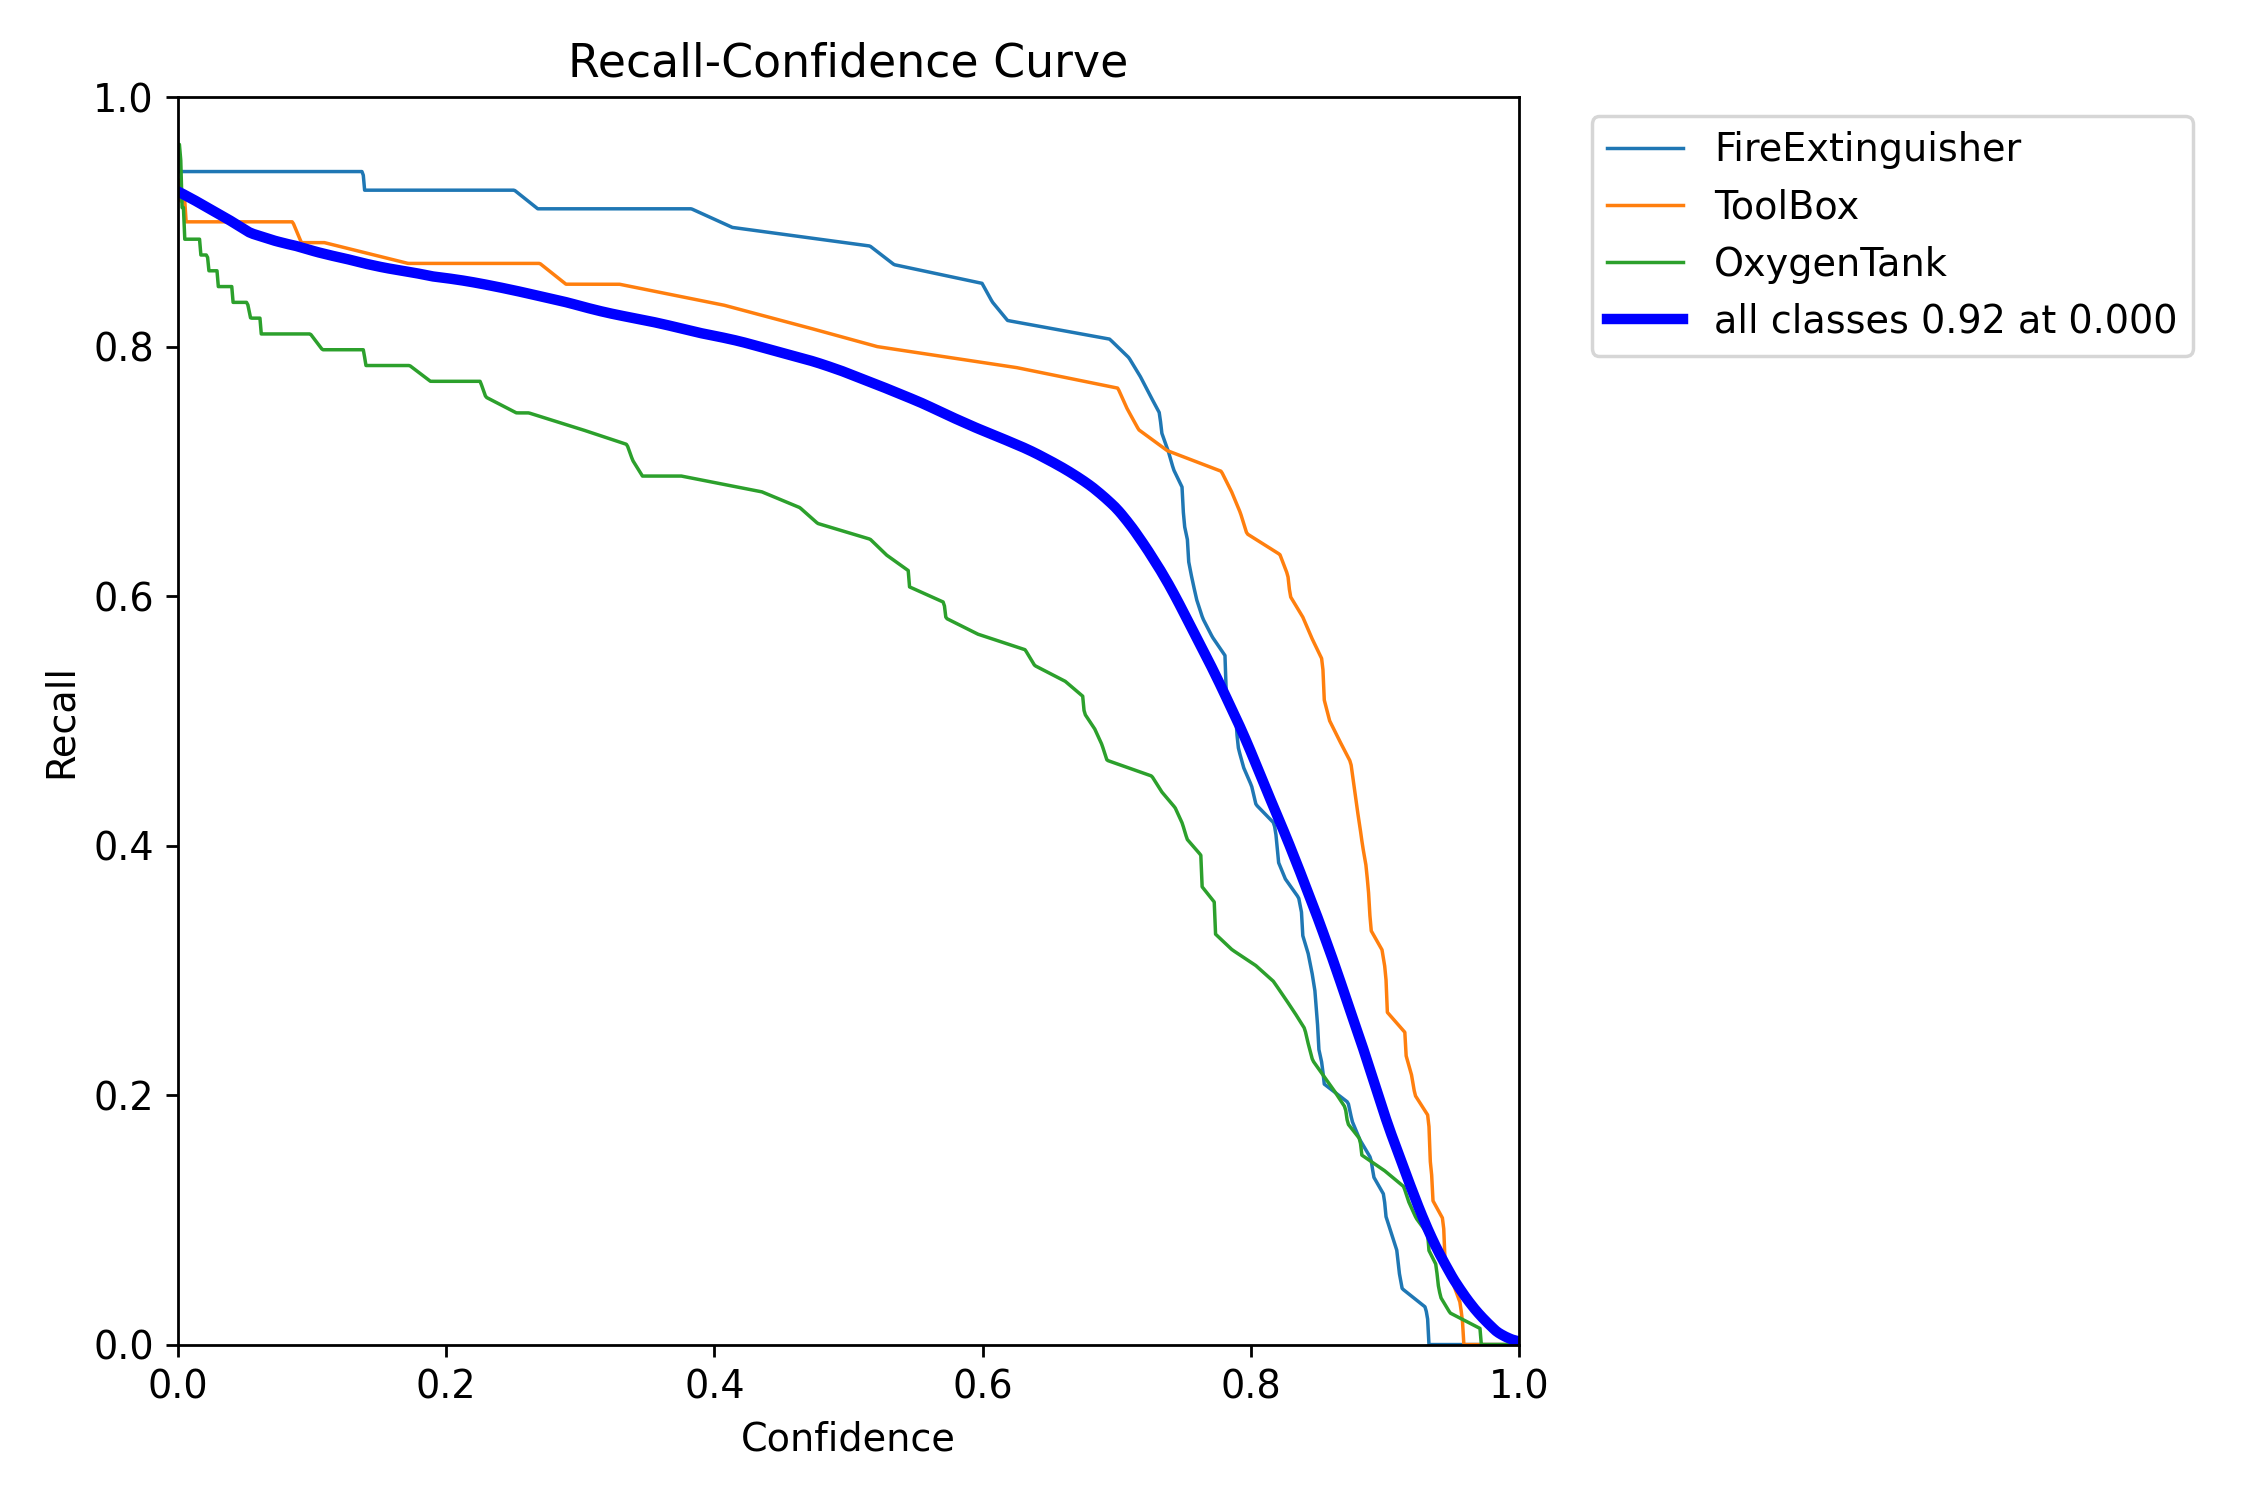 Recall-Confidence Curve
1.0
0.8
0.6
0.4
0.2
0.0
Recall
0.0 0.2 0.4 0.6 0.8 1.0
Confidence
FireExtinguisher
ToolBox
OxygenTank
all classes 0.92 at 0.000